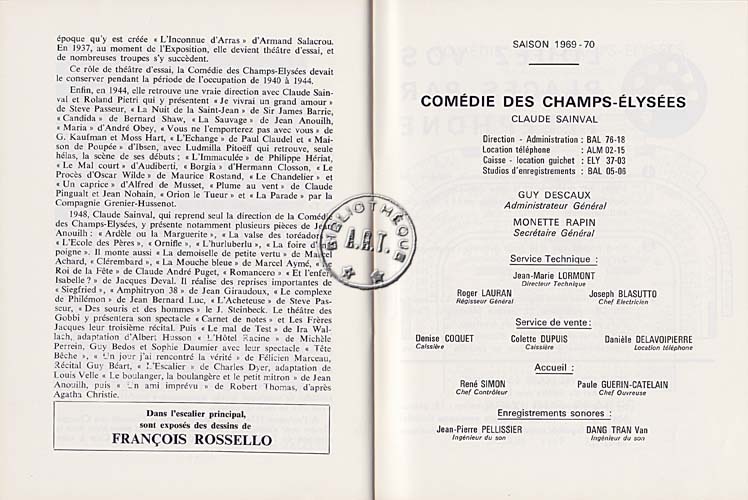 époque qu'y est créée « L'Inconnue d'Arras » d'Armand Salacrou.
En 1937, au moment de l'Exposition, elle devient théâtre d'essai, et
de nombreuses troupes s'y succèdent.
Ce rôle de théâtre d'essai, la Comédie des Champs-Elysées devait
le conserver pendant la période de l'occupation de 1940 à 1944.
Enfin, en 1944, elle retrouve une vraie direction avec Claude Sain-
val et Roland Pietri qui y présentent « Je vivrai un grand amour »
de Steve Passeur, « La Nuit de la Saint-Jean » de Sir James Barrie,
« Candida » de Bernard Shaw, « La Sauvage » de Jean Anouilh,
« Maria » d'André Obey, « Vous ne l'emporterez pas avec vous » de
G. Kaufman et Moss Hart, « L'Echange » de Paul Claudel et « Mai-
son de Poupée » d'Ibsen, avec Ludmilla Pitoëff qui retrouve, seule
hélas, la scène de ses débuts ; « L'Immaculée » de Philippe Hériat,
« Le Mal court » d'Audiberti, « Borgia » d'Hermann Closson, « Le
Procès d'Oscar Wilde » de Maurice Rostand, « Le Chandelier » et
« Un caprice » d'Alfred de Musset, « Plume au vent » de Claude
Pingualt et Jean Nohain, « Orion le Tueur » et « La Parade » par la
Compagnie Grenier-Hussenot.
1948, Claude Sainval, qui reprend seul la direction de la Comédie
des Champs-Elysées, y présente notamment plusieurs pièces de Jean
Anouilh : « Ardèle ou la Marguerite », « La valse des toréadors »,
« L'Ecole des Pères », « Ornifle », « L'hurluberlu », « La foire d'em-
poigne ». Il monte aussi « La demoiselle de petite vertu » de Marcel
Achard, « Clérembard », « La Mouche bleue » de Marcel Aymé, « Le
Roi de la Fête » de Claude André Puget, « Romancero » « Et l'enfer,
Isabelle ? » de Jacques Deval. Il réalise des reprises importantes de
« Siegfried », « Amphitryon 38 » de Jean Giraudoux, « Le complexe
de Philémon » de Jean Bernard Luc, « L'Acheteuse » de Steve Pas-
seur, « Des souris et des hommes » de J. Steinbeck. Le théâtre des
Gobbi y présentera son spectacle « Carnet de notes » et Les Frères
Jacques leur troisième récital. Puis « Le mal de Test » de Ira Wal-
lach, adaptation d'Albert Husson « L'Hôtel Racine » de Michèle
Perrein, Guy Bedos et Sophie Daumier avec leur spectacle « Tête
Bêche », « Un jour j'ai rencontré la vérité » de Félicien Marceau,
Récital Guy Béart, « L'Escalier » de Charles Dyer, adaptation de
Louis Velle « Le boulanger, la boulangère et le petit mitron » de Jean
Anouilh, puis « Un ami imprévu » de Robert Thomas, d'après
Agatha Christie.
Dans l'escalier principal,
sont exposés des dessins de
FRANÇOIS ROSSELLO
BIBLIOTHÈQUE
A.R.T.
SAISON 1969-70
COMÉDIE DES CHAMPS-ÉLYSÉES
CLAUDE SAINVAL
Direction - Administration : BAL 76-18
Location téléphone : ALM 02-15
Caisse - location guichet : ELY 37-03
Studios d'enregistrements : BAL 05-06
GUY DESCAUX
Administrateur Général
MONETTE RAPIN
Secrétaire Général
Service Technique :
Jean-Marie LORMONT
Directeur Technique
Roger LAURAN Joseph BLASUTTO
Régisseur Général Chef Electricien
Service de vente :
Denise COQUET Colette DUPUIS Danièle DELAVOIPIERRE
Caissière Caissière Location téléphone
Accueil :
René SIMON Paule GUERIN-CATELAIN
Chef Contrôleur Chef Ouvreuse
Enregistrements sonores :
Jean-Pierre PELLISSIER DANG TRAN Van
Ingénieur du son Ingénieur du son